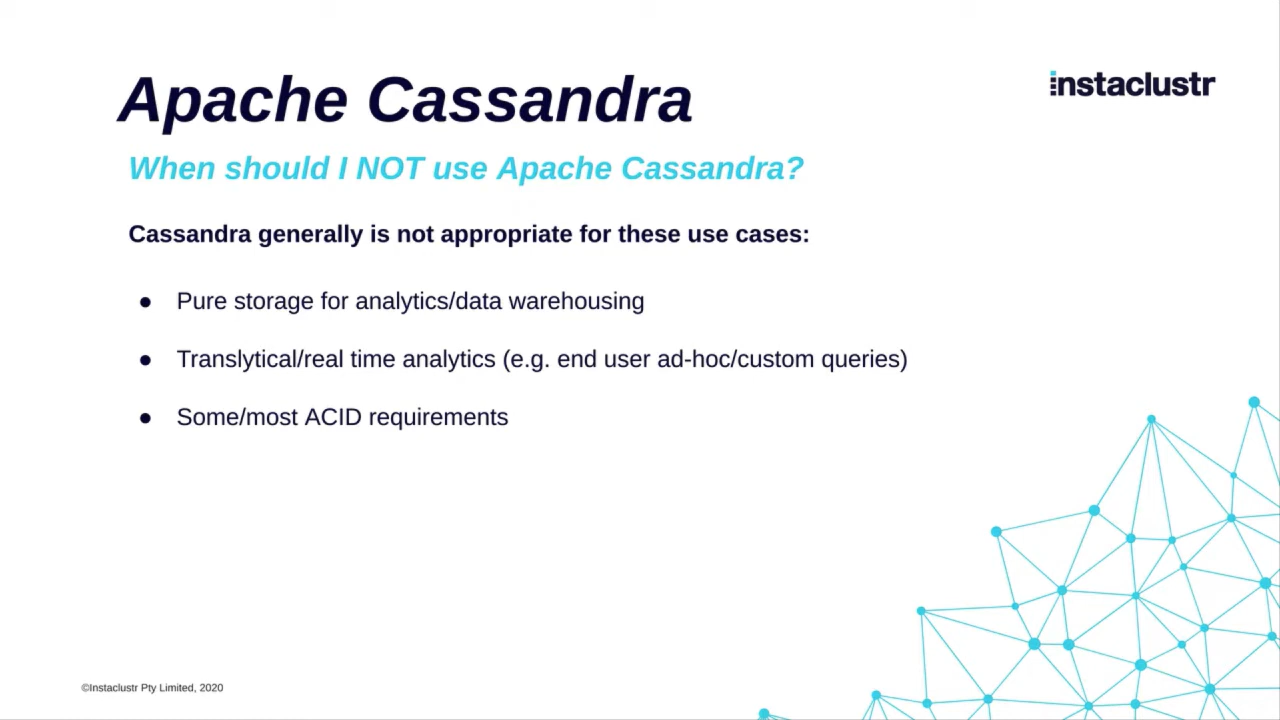 Apache Cassandra
instaclustr
When should I NOT use Apache Cassandra?
Cassandra generally is not appropriate for these use cases:
● Pure storage for analytics/data warehousing
● Translytical/real time analytics (e.g. end user ad-hoc/custom queries)
● Some/most ACID requirements
©Instaclustr Pty Limited, 2020